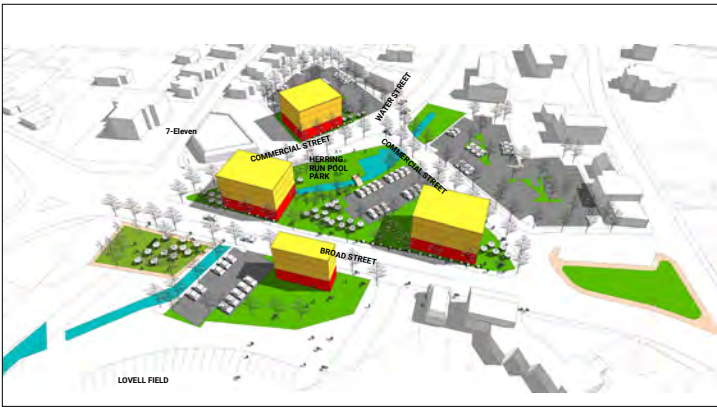 WATER STREET
7-Eleven
COMMERCIAL STREET
COMMERCIAL STREET
HERRING
RUN POOL
PARK
BROAD STREET
LOVELL FIELD